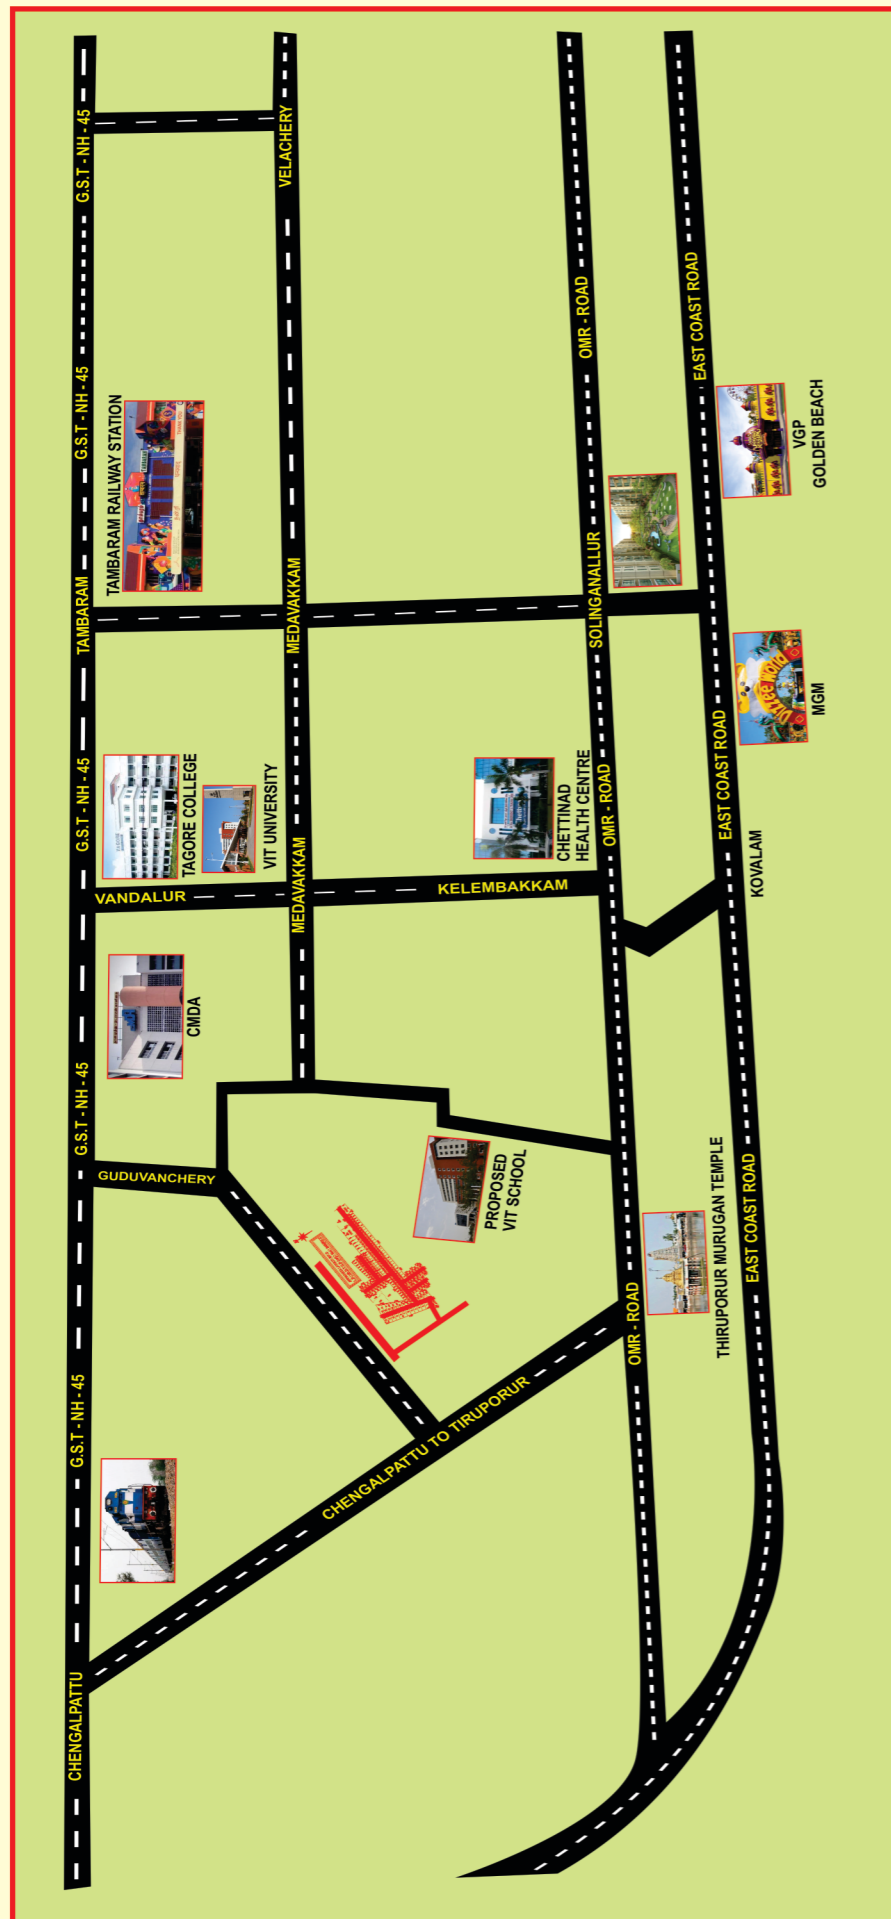 G.S.T - NH - 45
VELACHERY
G.S.T - NH - 45
OMR - ROAD
EAST COAST ROAD
TAMBARAM RAILWAY STATION
VGP
GOLDEN BEACH
TAMBARAM
MEDAVAKKAM
SOLINGANALLUR
Dizzee World
MGM
G.S.T - NH - 45
TAGORE COLLEGE
VIT UNIVERSITY
CHETTINAD
HEALTH CENTRE
OMR - ROAD
EAST COAST ROAD
VANDALUR
MEDAVAKKAM
KELEMBAKKAM
KOVALAM
CMDA
G.S.T - NH - 45
GUDUVANCHERY
PROPOSED
VIT SCHOOL
THIRUPORUR MURUGAN TEMPLE
EAST COAST ROAD
OMR - ROAD
G.S.T - NH - 45
CHENGALPATTU TO TIRUPORUR
CHENGALPATTU